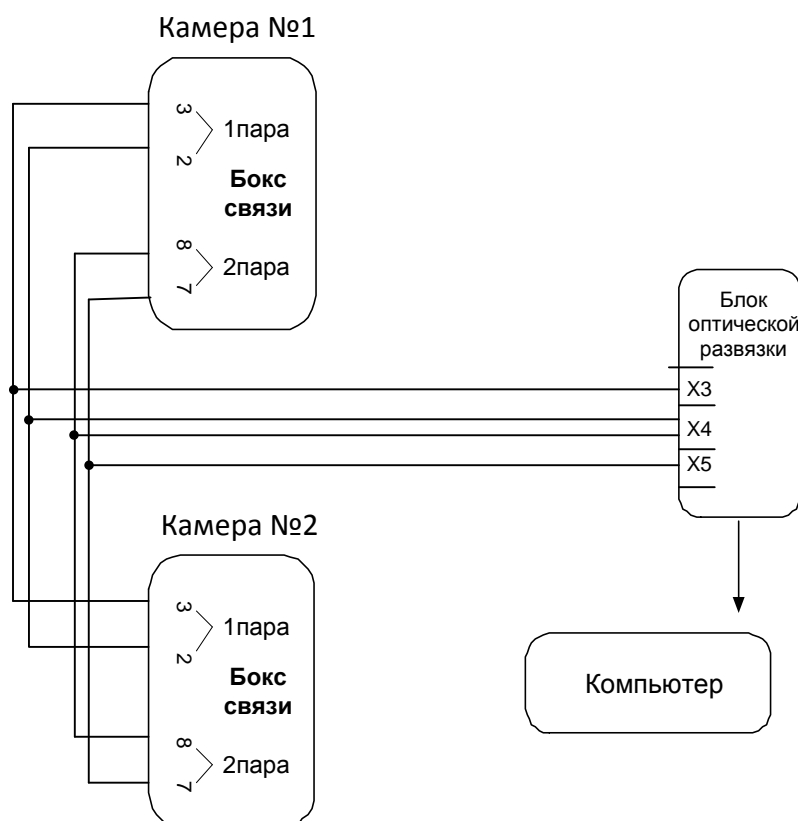 Камера №1
3
1пара
2
Бокс
связи
8
2пара
7
Блок
оптической
развязки
X3
X4
X5
Камера №2
3
1пара
2
Бокс
связи
8
2пара
7
Компьютер